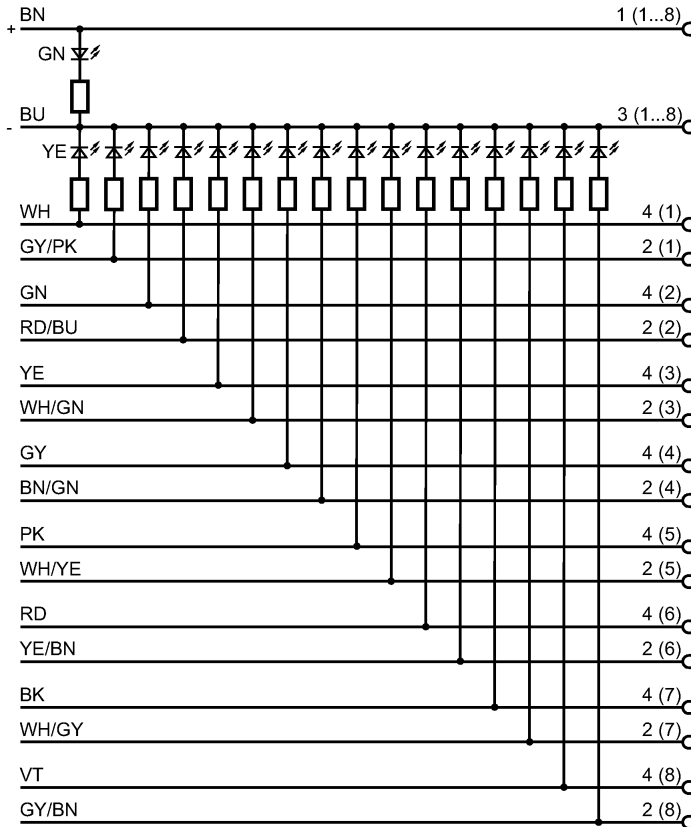 BN 1 (1...8)
+
GN
BU 3 (1...8)
-
YE
WH 4 (1)
GY/PK 2 (1)
GN 4 (2)
RD/BU 2 (2)
YE 4 (3)
WH/GN 2 (3)
GY 4 (4)
BN/GN 2 (4)
PK 4 (5)
WH/YE 2 (5)
RD 4 (6)
YE/BN 2 (6)
BK 4 (7)
WH/GY 2 (7)
VT 4 (8)
GY/BN 2 (8)